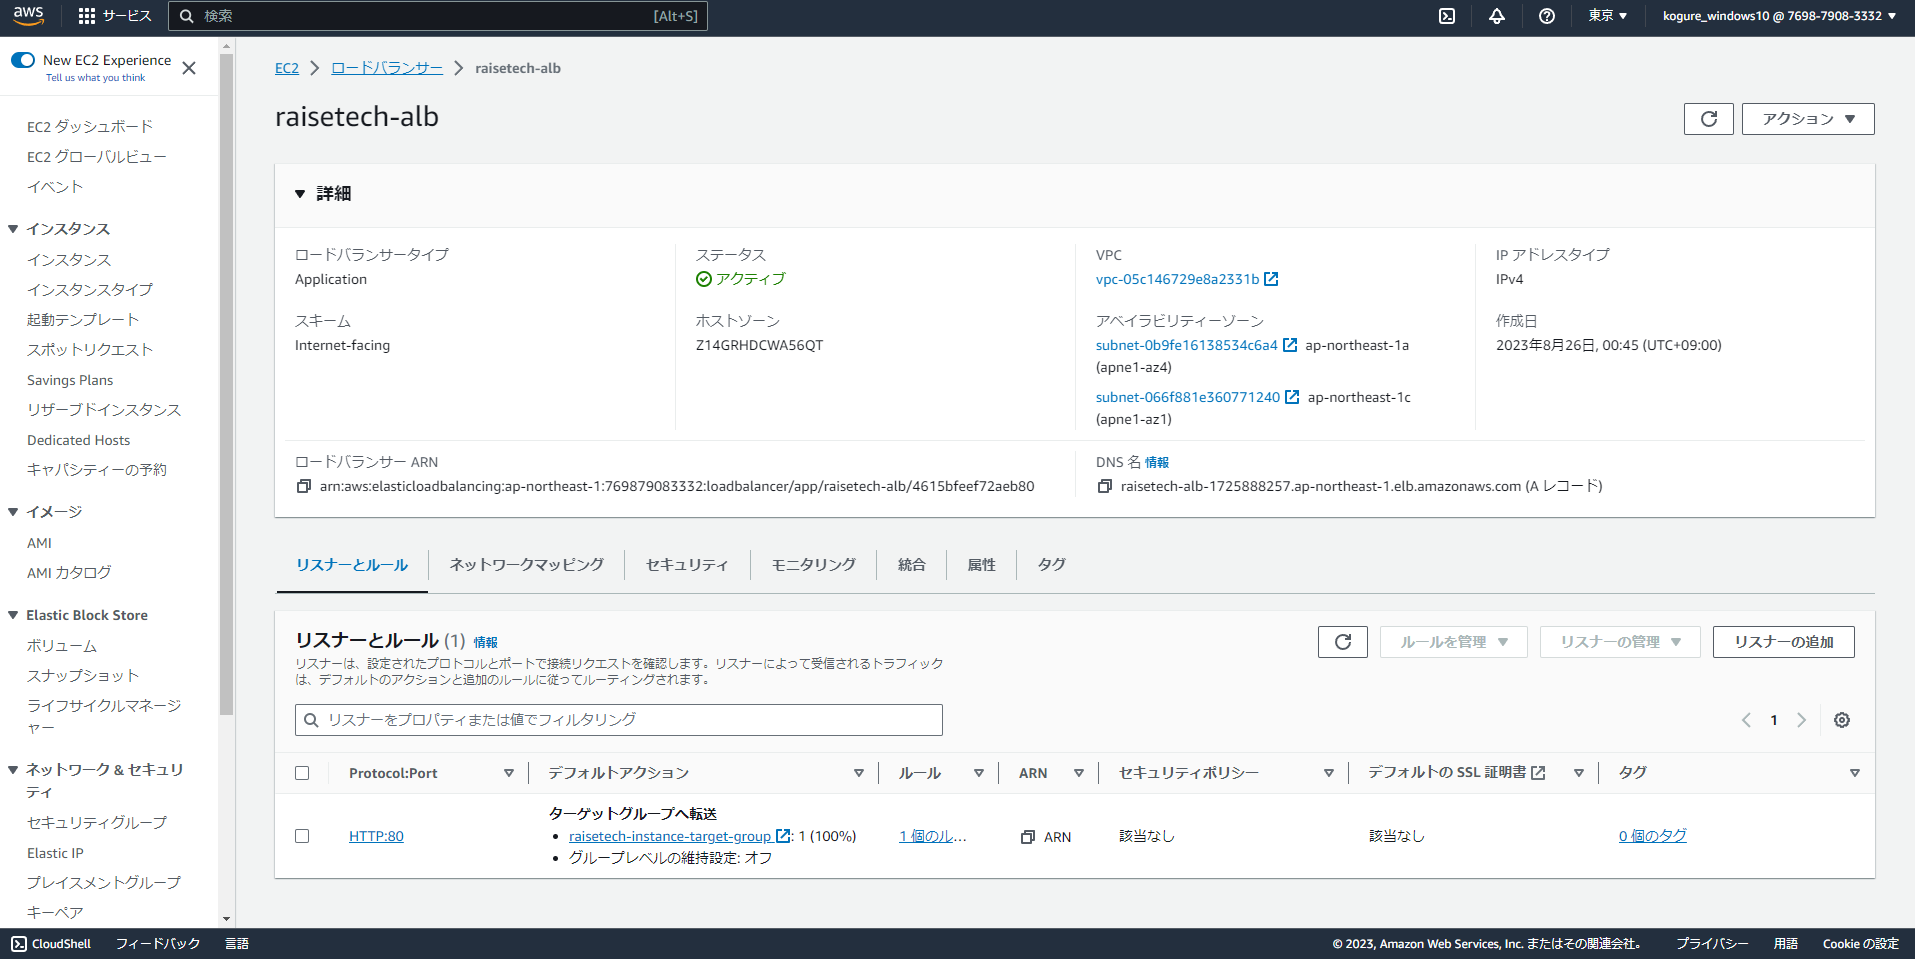 aws サービス 検索 [Alt+S] 東京 kogure_windows10 @ 7698-7908-3332
New EC2 Experience
Tell us what you think
EC2 ダッシュボード
EC2 グローバルビュー
イベント
インスタンス
インスタンス
インスタンスタイプ
起動テンプレート
スポットリクエスト
Savings Plans
リザーブドインスタンス
Dedicated Hosts
キャパシティーの予約
イメージ
AMI
AMI カタログ
Elastic Block Store
ボリューム
スナップショット
ライフサイクルマネージ
ャー
ネットワーク & セキュリ
ティ
セキュリティグループ
Elastic IP
プレイスメントグループ
キーペア
EC2 ロードバランサー raisetech-alb
raisetech-alb
アクション
詳細
ロードバランサータイプ
Application
ステータス
アクティブ
VPC
vpc-05c146729e8a2331b
IP アドレスタイプ
IPv4
スキーム
Internet-facing
ホストゾーン
Z14GRHDCWA56QT
アベイラビリティーゾーン
subnet-0b9fe16138534c6a4 ap-northeast-1a
(apne1-az4)
subnet-066f881e360771240 ap-northeast-1c
(apne1-az1)
作成日
2023年8月26日, 00:45 (UTC+09:00)
ロードバランサー ARN
arn:aws:elasticloadbalancing:ap-northeast-1:769879083332:loadbalancer/app/raisetech-alb/4615bfeef72aeb80
DNS 名 情報
raisetech-alb-1725888257.ap-northeast-1.elb.amazonaws.com (A レコード)
リスナーとルール ネットワークマッピング セキュリティ モニタリング 統合 属性 タグ
リスナーとルール (1) 情報
リスナーは、設定されたプロトコルとポートで接続リクエストを確認します。リスナーによって受信されるトラフィック
は、デフォルトのアクションと追加のルールに従ってルーティングされます。
ルールを管理 リスナーの管理 リスナーの追加
リスナーをプロパティまたは値でフィルタリング
1
Protocol:Port デフォルトアクション ルール ARN セキュリティポリシー デフォルトの SSL 証明書 タグ
ターゲットグループへ転送
HTTP:80 • raisetech-instance-target-group : 1 (100%) 1 個のル... ARN 該当なし 該当なし 0 個のタグ
• グループレベルの維持設定: オフ
CloudShell フィードバック 言語 © 2023, Amazon Web Services, Inc. またはその関連会社。 プライバシー 用語 Cookie の設定